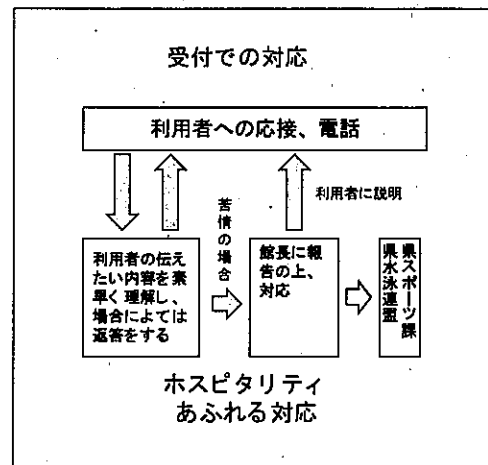 受付での対応
利用者への応接、電話
苦情の場合
利用者に説明
利用者の伝え
たい内容を素
早く理解し、
場合によては
返答をする
館長に報
告の上、
対応
県スポーツ課
県水泳連盟
ホスピタリティ
あふれる対応